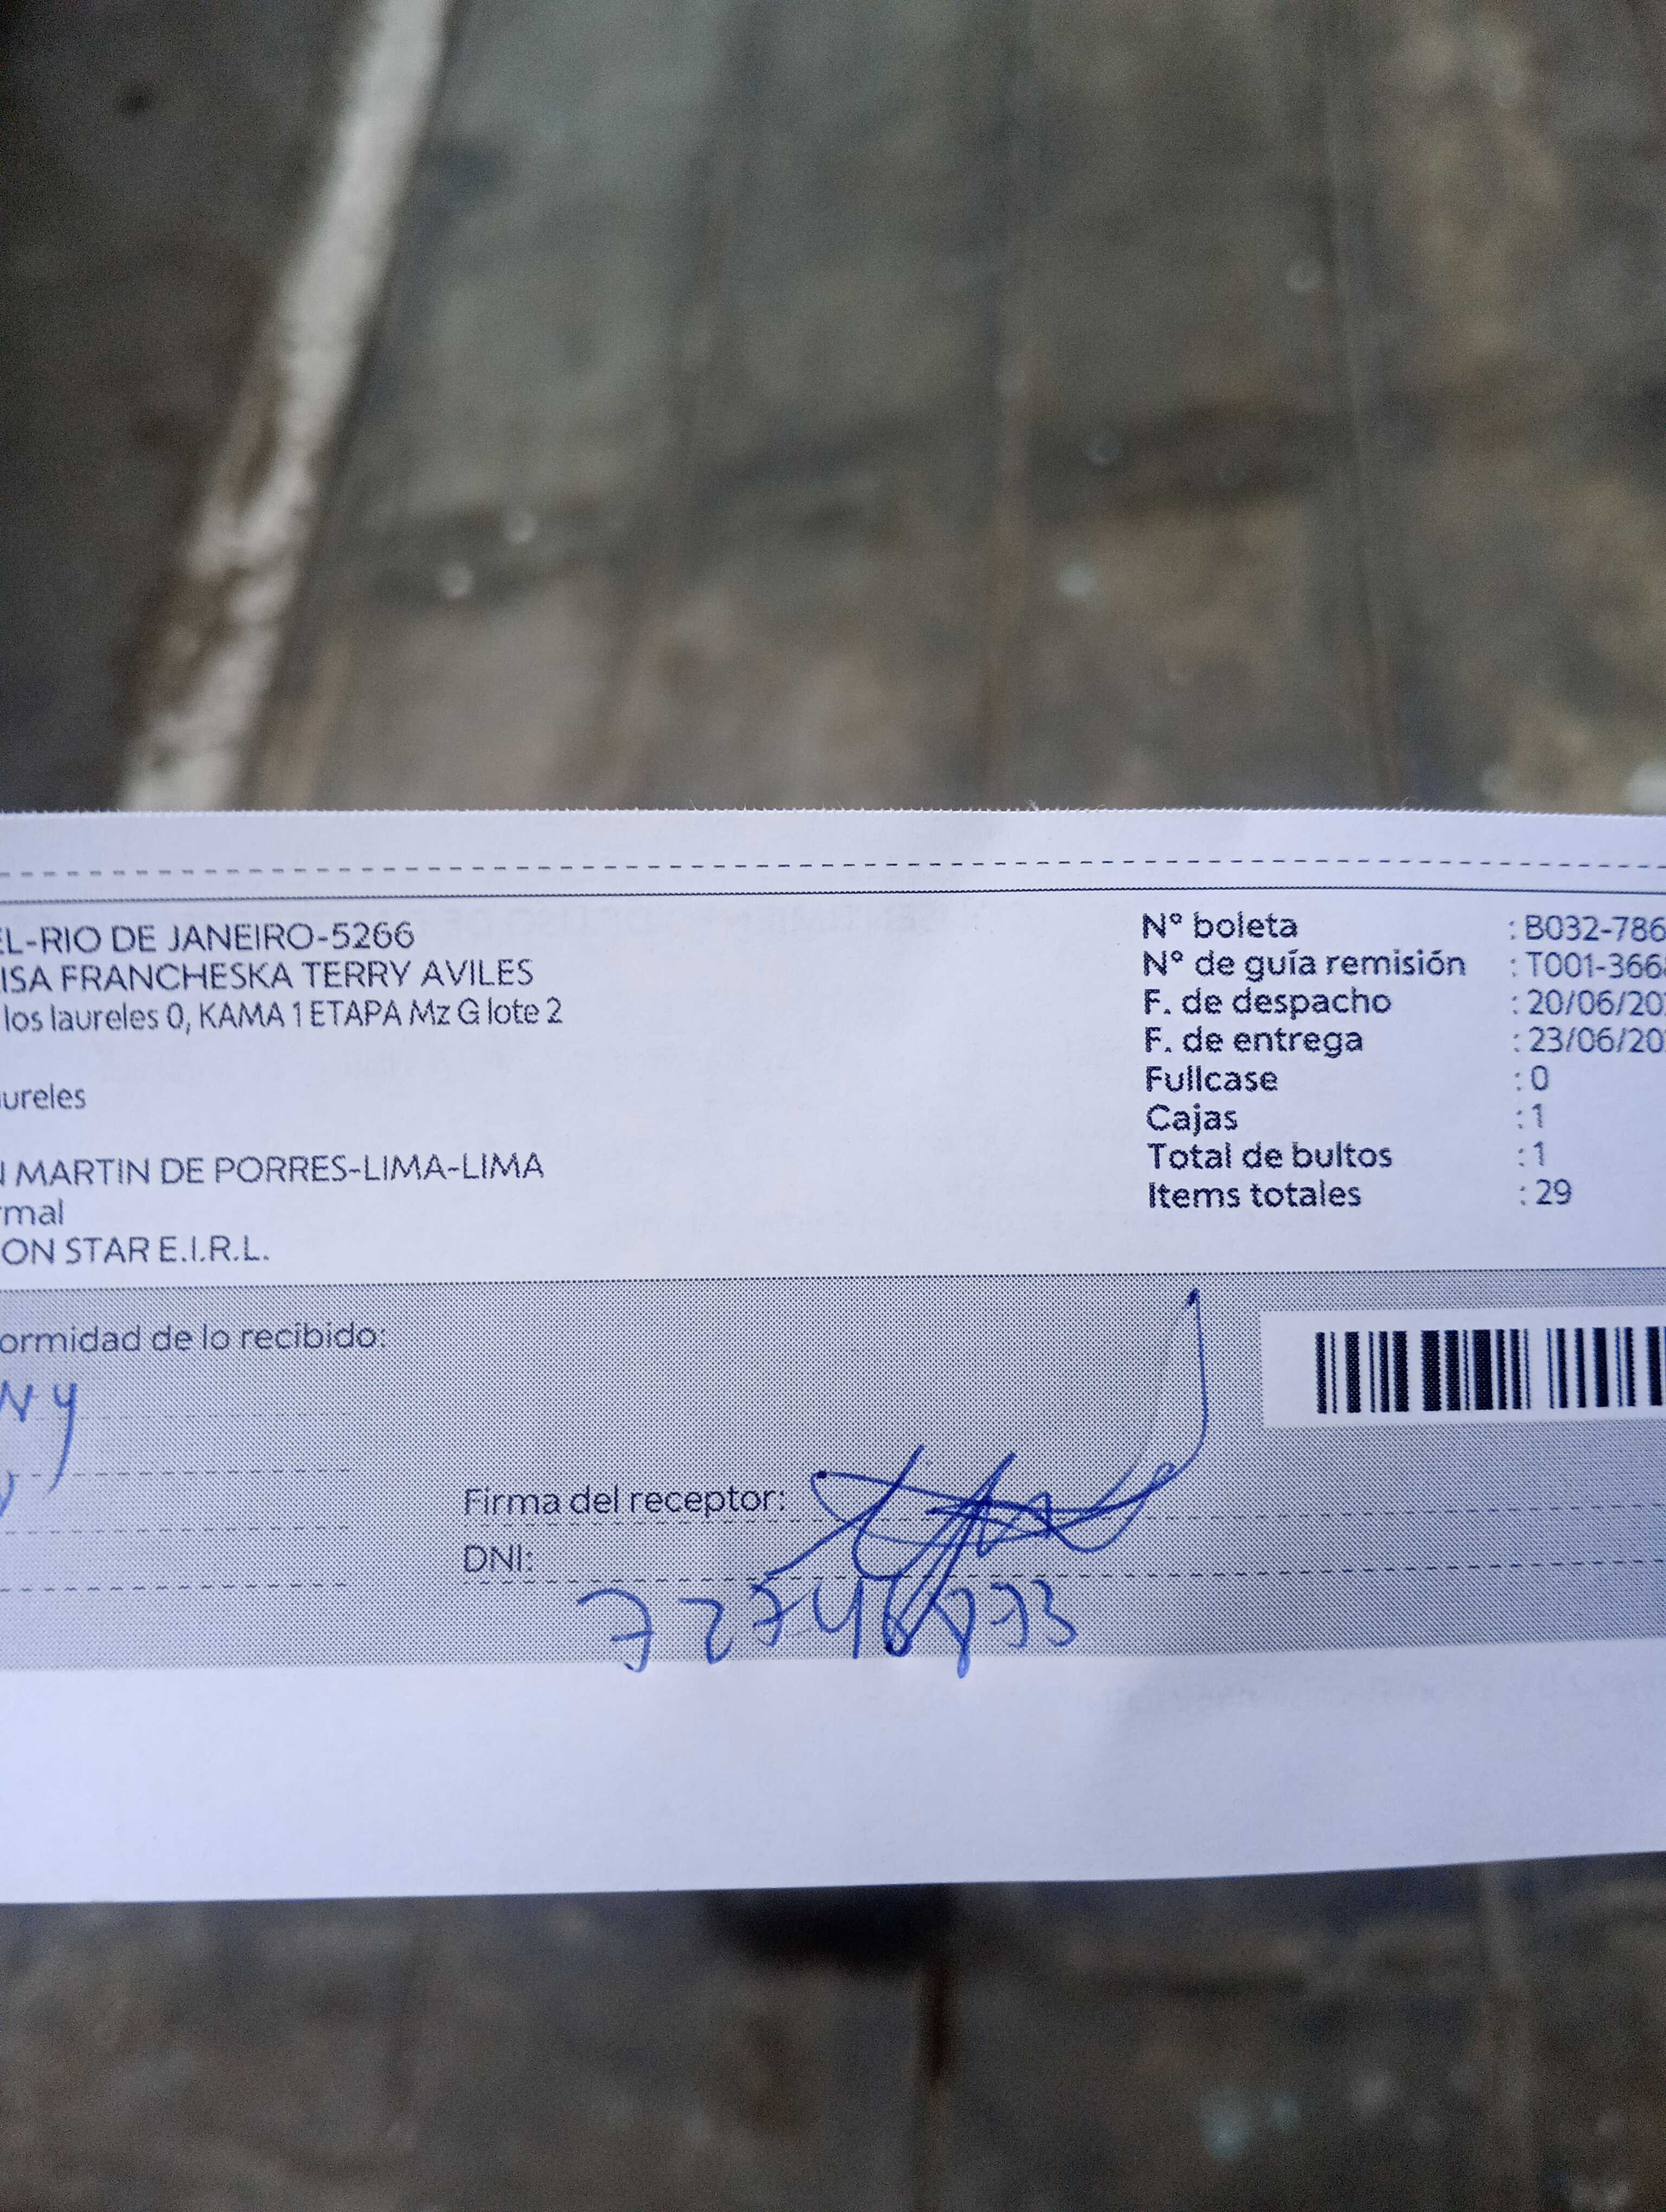 EL-RIO DE JANEIRO-5266
ISA FRANCHESKA TERRY AVILES
los laureles 0, KAMA 1 ETAPA Mz G lote 2
ureles
N MARTIN DE PORRES-LIMA-LIMA
rmal
ON STAR E.I.R.L.
Nº boleta : B032-786
Nº de guía remisión : T001-366
F. de despacho : 20/06/20
F. de entrega : 23/06/20
Fullcase : 0
Cajas : 1
Total de bultos : 1
Items totales : 29
ormidad de lo recibido:
Ny
Firma del receptor:
DNI: